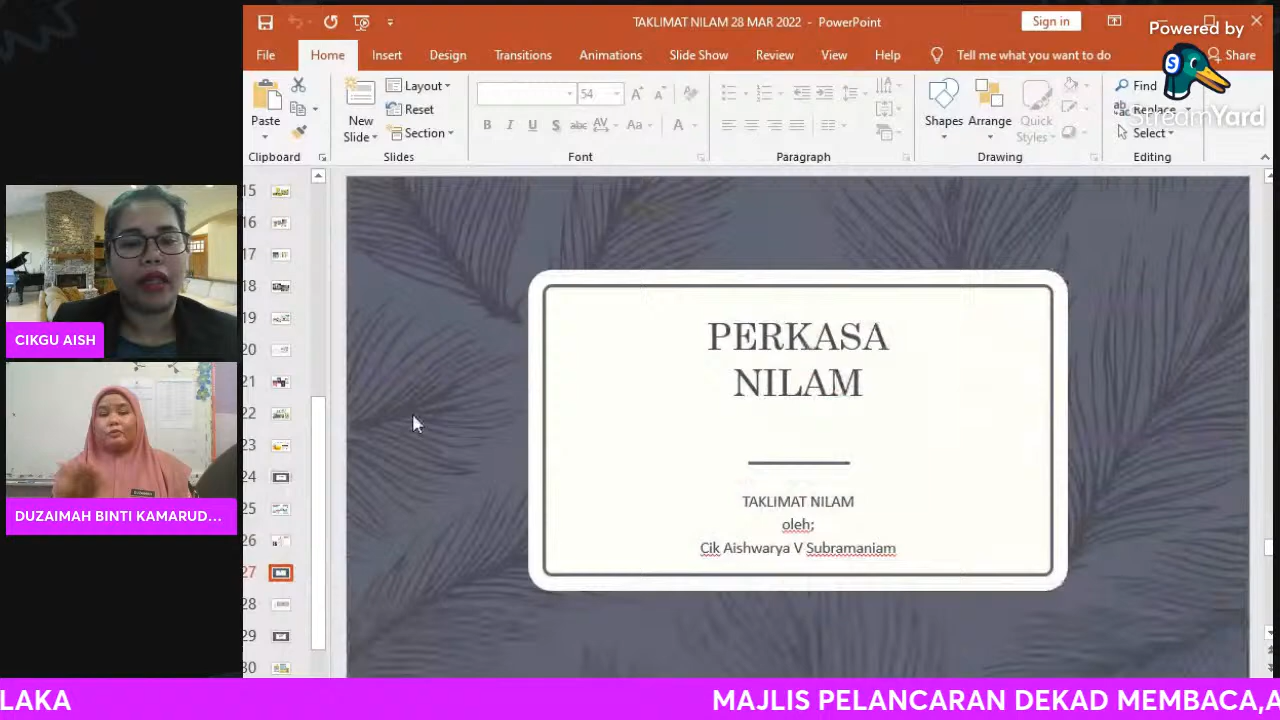 TAKLIMAT NILAM 28 MAR 2022 - PowerPoint
Sign in
Powered by
StreamYard
File Home Insert Design Transitions Animations Slide Show Review View Help Tell me what you want to do Share
Paste
New
Slide
Layout
Reset
Section
54
B I U S abc AV Aa A
Shapes Arrange Quick
Styles
Find
Replace
Select
Clipboard Slides Font Paragraph Drawing Editing
15
16
17
18
19
20
21
22
23
24
25
26
27
28
29
30
CIKGU AISH
DUZAIMAH BINTI KAMARUD...
PERKASA
NILAM
TAKLIMAT NILAM
oleh;
Cik Aishwarya V Subramaniam
LAKA MAJLIS PELANCARAN DEKAD MEMBACA,A